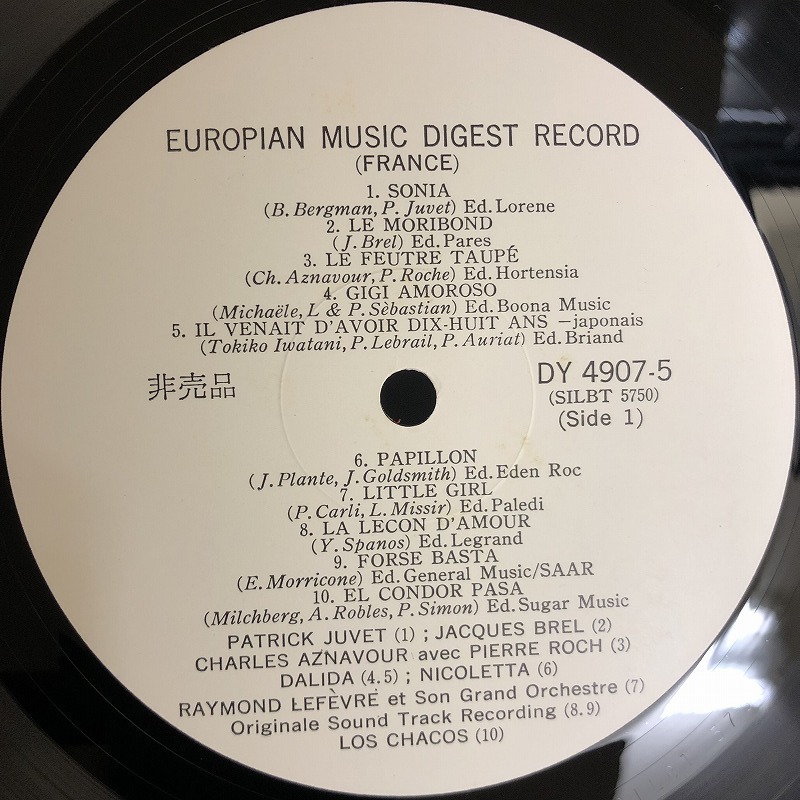 EUROPIAN MUSIC DIGEST RECORD
(FRANCE)
1. SONIA
(B. Bergman, P. Juvet) Ed. Lorene
2. LE MORIBOND
(J. Brel) Ed. Pares
3. LE FEUTRE TAUPÉ
(Ch. Aznavour, P. Roche) Ed. Hortensia
4. GIGI AMOROSO
(Michaële, L & P. Sèbastian) Ed. Boona Music
5. IL VENAIT D'AVOIR DIX-HUIT ANS —japonais
(Tokiko Iwatani, P. Lebrail, P. Auriat) Ed. Briand
非売品
DY 4907-5
(SILBT 5750)
(Side 1)
6. PAPILLON
(J. Plante, J. Goldsmith) Ed. Eden Roc
7. LITTLE GIRL
(P. Carli, L. Missir) Ed. Paledi
8. LA LECON D'AMOUR
(Y. Spanos) Ed. Legrand
9. FORSE BASTA
(E. Morricone) Ed. General Music/SAAR
10. EL CONDOR PASA
(Milchberg, A. Robles, P. Simon) Ed. Sugar Music
PATRICK JUVET (1) ; JACQUES BREL (2)
CHARLES AZNAVOUR avec PIERRE ROCH (3)
DALIDA (4.5) ; NICOLETTA (6)
RAYMOND LEFÈVRE et Son Grand Orchestre (7)
Originale Sound Track Recording (8.9)
LOS CHACOS (10)